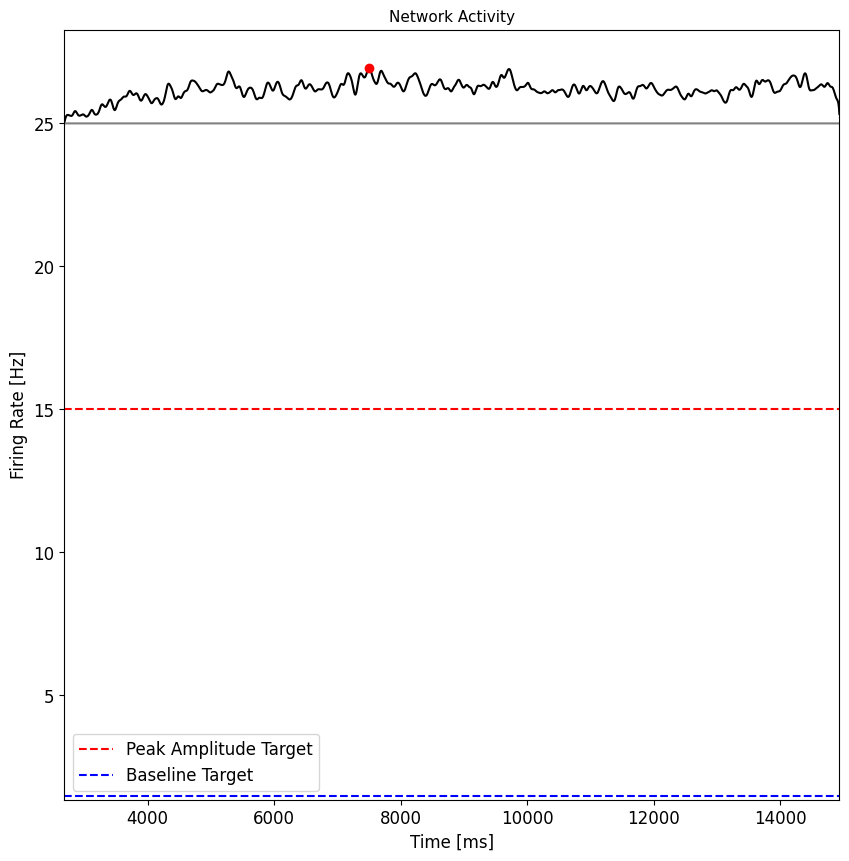 Network Activity
Firing Rate [Hz]
25
20
15
10
5
Peak Amplitude Target
Baseline Target
4000 6000 8000 10000 12000 14000
Time [ms]